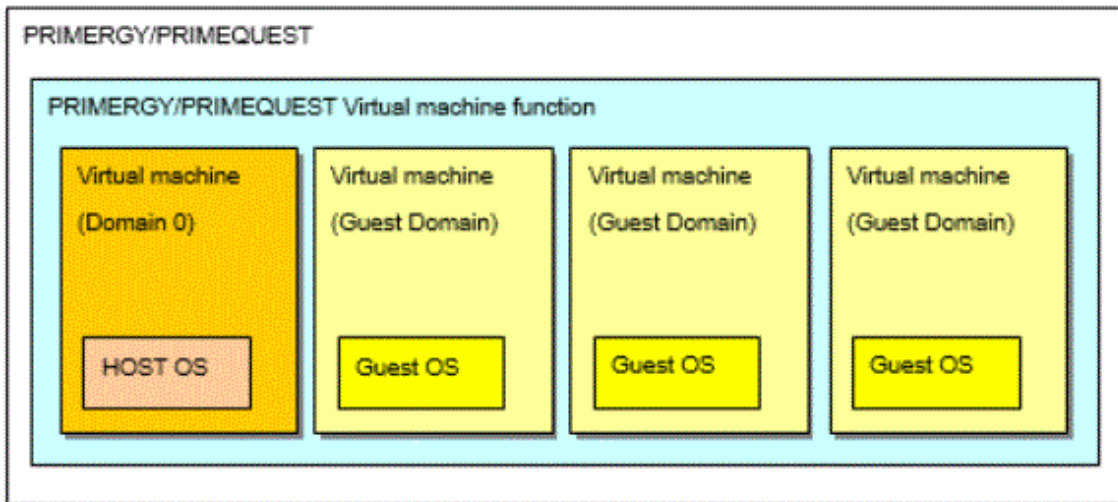 PRIMERGY/PRIMEQUEST
PRIMERGY/PRIMEQUEST Virtual machine function
Virtual machine
(Domain 0)
HOST OS
Virtual machine
(Guest Domain)
Guest OS
Virtual machine
(Guest Domain)
Guest OS
Virtual machine
(Guest Domain)
Guest OS